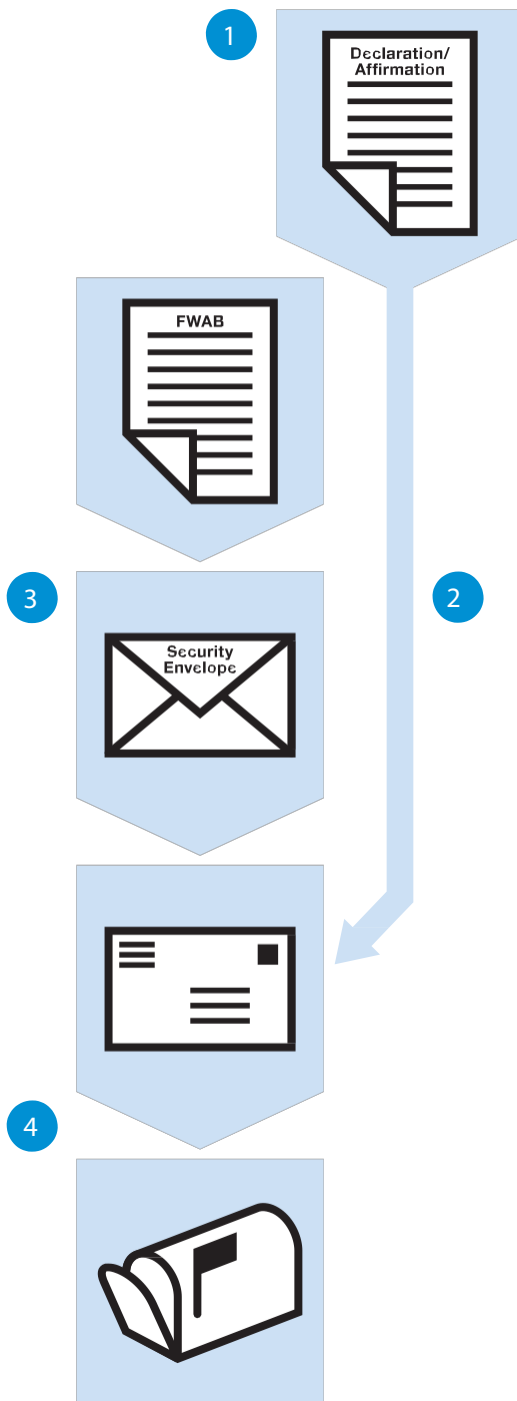 1
Declaration/
Affirmation
FWAB
3
2
Security
Envelope
4